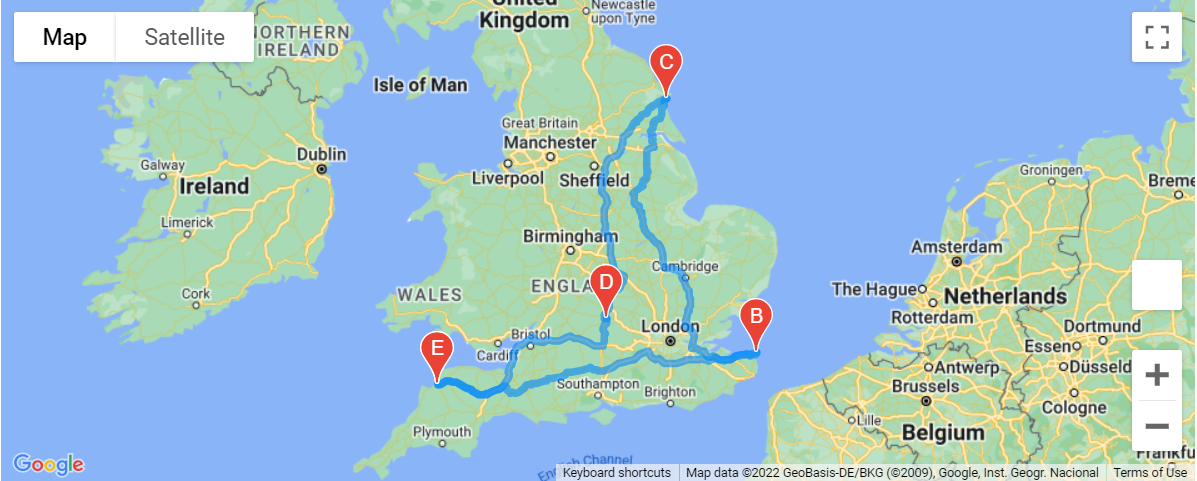 Map
Satellite
United
Kingdom
Newcastle
upon Tyne
NORTHERN
IRELAND
C
Isle of Man
Great Britain
Manchester
Dublin
Liverpool
Sheffield
Galway
Ireland
Groningen
Breme
Limerick
Birmingham
Amsterdam
Cambridge
D
ENGLA
WALES
The Hague
Netherlands
Cork
B
Rotterdam
London
Dortmund
Bristol
E
Essen
Cardiff
Antwerp
Düsseld
Southampton
Brighton
Brussels
Cologne
Plymouth
Lille
Belgium
Frankfu
English Channel
Google
Keyboard shortcuts
Map data ©2022 GeoBasis-DE/BKG (©2009), Google, Inst. Geogr. Nacional
Terms of Use